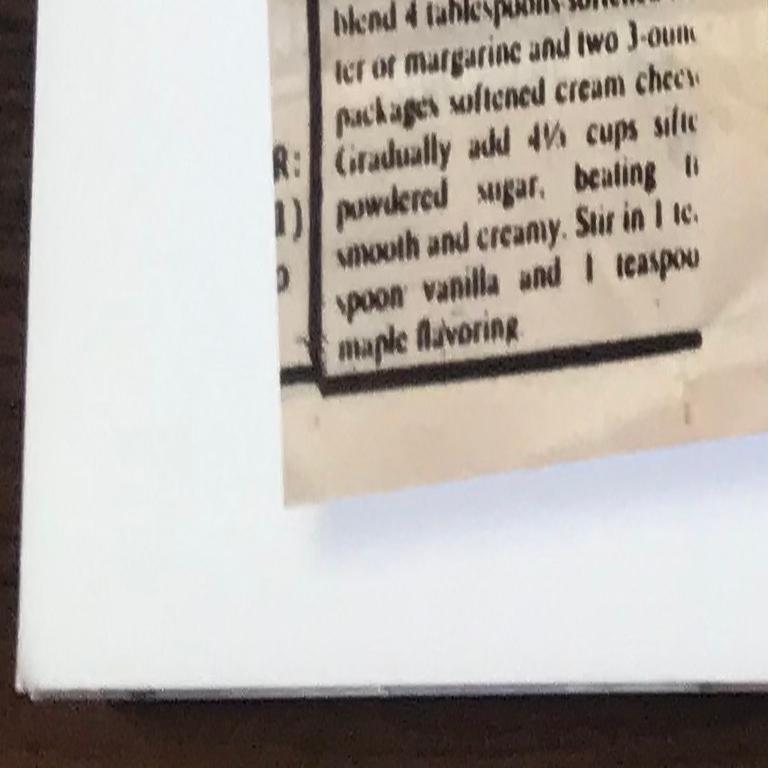 blend 4 tablespoons
ter or margarine and two 3-oun
packages softened cream chees
R: Gradually add 4½ cups sifte
1) powdered sugar, beating
smooth and creamy. Stir in 1 te
spoon vanilla and 1 teaspoo
maple flavoring